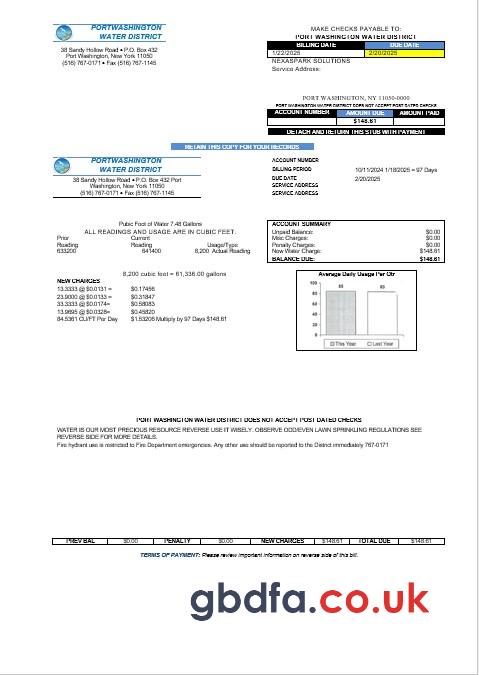 PORTWASHINGTON
WATER DISTRICT
38 Sandy Hollow Road • P.O. Box 432
Port Washington, New York 11050
(516) 767-0171 • Fax (516) 767-1145
MAKE CHECKS PAYABLE TO:
PORT WASHINGTON WATER DISTRICT
BILLING DATE DUE DATE
1/22/2025 2/20/2025
NEXASPARK SOLUTIONS
Service Address:
PORT WASHINGTON, NY 11050-0000
PORT WASHINGTON WATER DISTRICT DOES NOT ACCEPT POST DATED CHECKS
ACCOUNT NUMBER AMOUNT DUE AMOUNT PAID
$148.61
DETACH AND RETURN THIS STUB WITH PAYMENT
RETAIN THIS COPY FOR YOUR RECORDS
PORTWASHINGTON
WATER DISTRICT
38 Sandy Hollow Road • P.O. Box 432 Port
Washington, New York 11050
(516) 767-0171 • Fax (516) 767-1145
ACCOUNT NUMBER
BILLING PERIOD 10/11/2024 1/18/2025 = 97 Days
DUE DATE 2/20/2025
SERVICE ADDRESS
SERVICE ADDRESS
Cubic Foot of Water 7.48 Gallons
ALL READINGS AND USAGE ARE IN CUBIC FEET.
Prior Current
Reading Reading Usage/Type
633200 641400 8,200 Actual Reading
ACCOUNT SUMMARY
Unpaid Balance: $0.00
Misc Charges: $0.00
Penalty Charges: $0.00
New Water Charge: $148.61
BALANCE DUE: $148.61
8,200 cubic foot = 61,336.00 gallons
NEW CHARGES
13.3333 @ $0.0131 = $0.17456
23.9000 @ $0.0133 = $0.31847
33.3333 @ $0.0174= $0.58083
13.9695 @ $0.0328= $0.45820
84.5361 CU/FT Per Day $1.53206 Multiply by 97 Days $148.61
Average Daily Usage Per Qtr
100
80
60
40
20
0
85 85
This Year Last Year
PORT WASHINGTON WATER DISTRICT DOES NOT ACCEPT POST DATED CHECKS
WATER IS OUR MOST PRECIOUS RESOURCE REVERSE USE IT WISELY. OBSERVE ODD/EVEN LAWN SPRINKLING REGULATIONS SEE
REVERSE SIDE FOR MORE DETAILS.
Fire hydrant use is restricted to Fire Department emergencies. Any other use should be reported to the District immediately 767-0171
PREV BAL $0.00 PENALTY $0.00 NEW CHARGES $148.61 TOTAL DUE $148.61
TERMS OF PAYMENT: Please review important information on reverse side of this bill.
gbdfa.co.uk